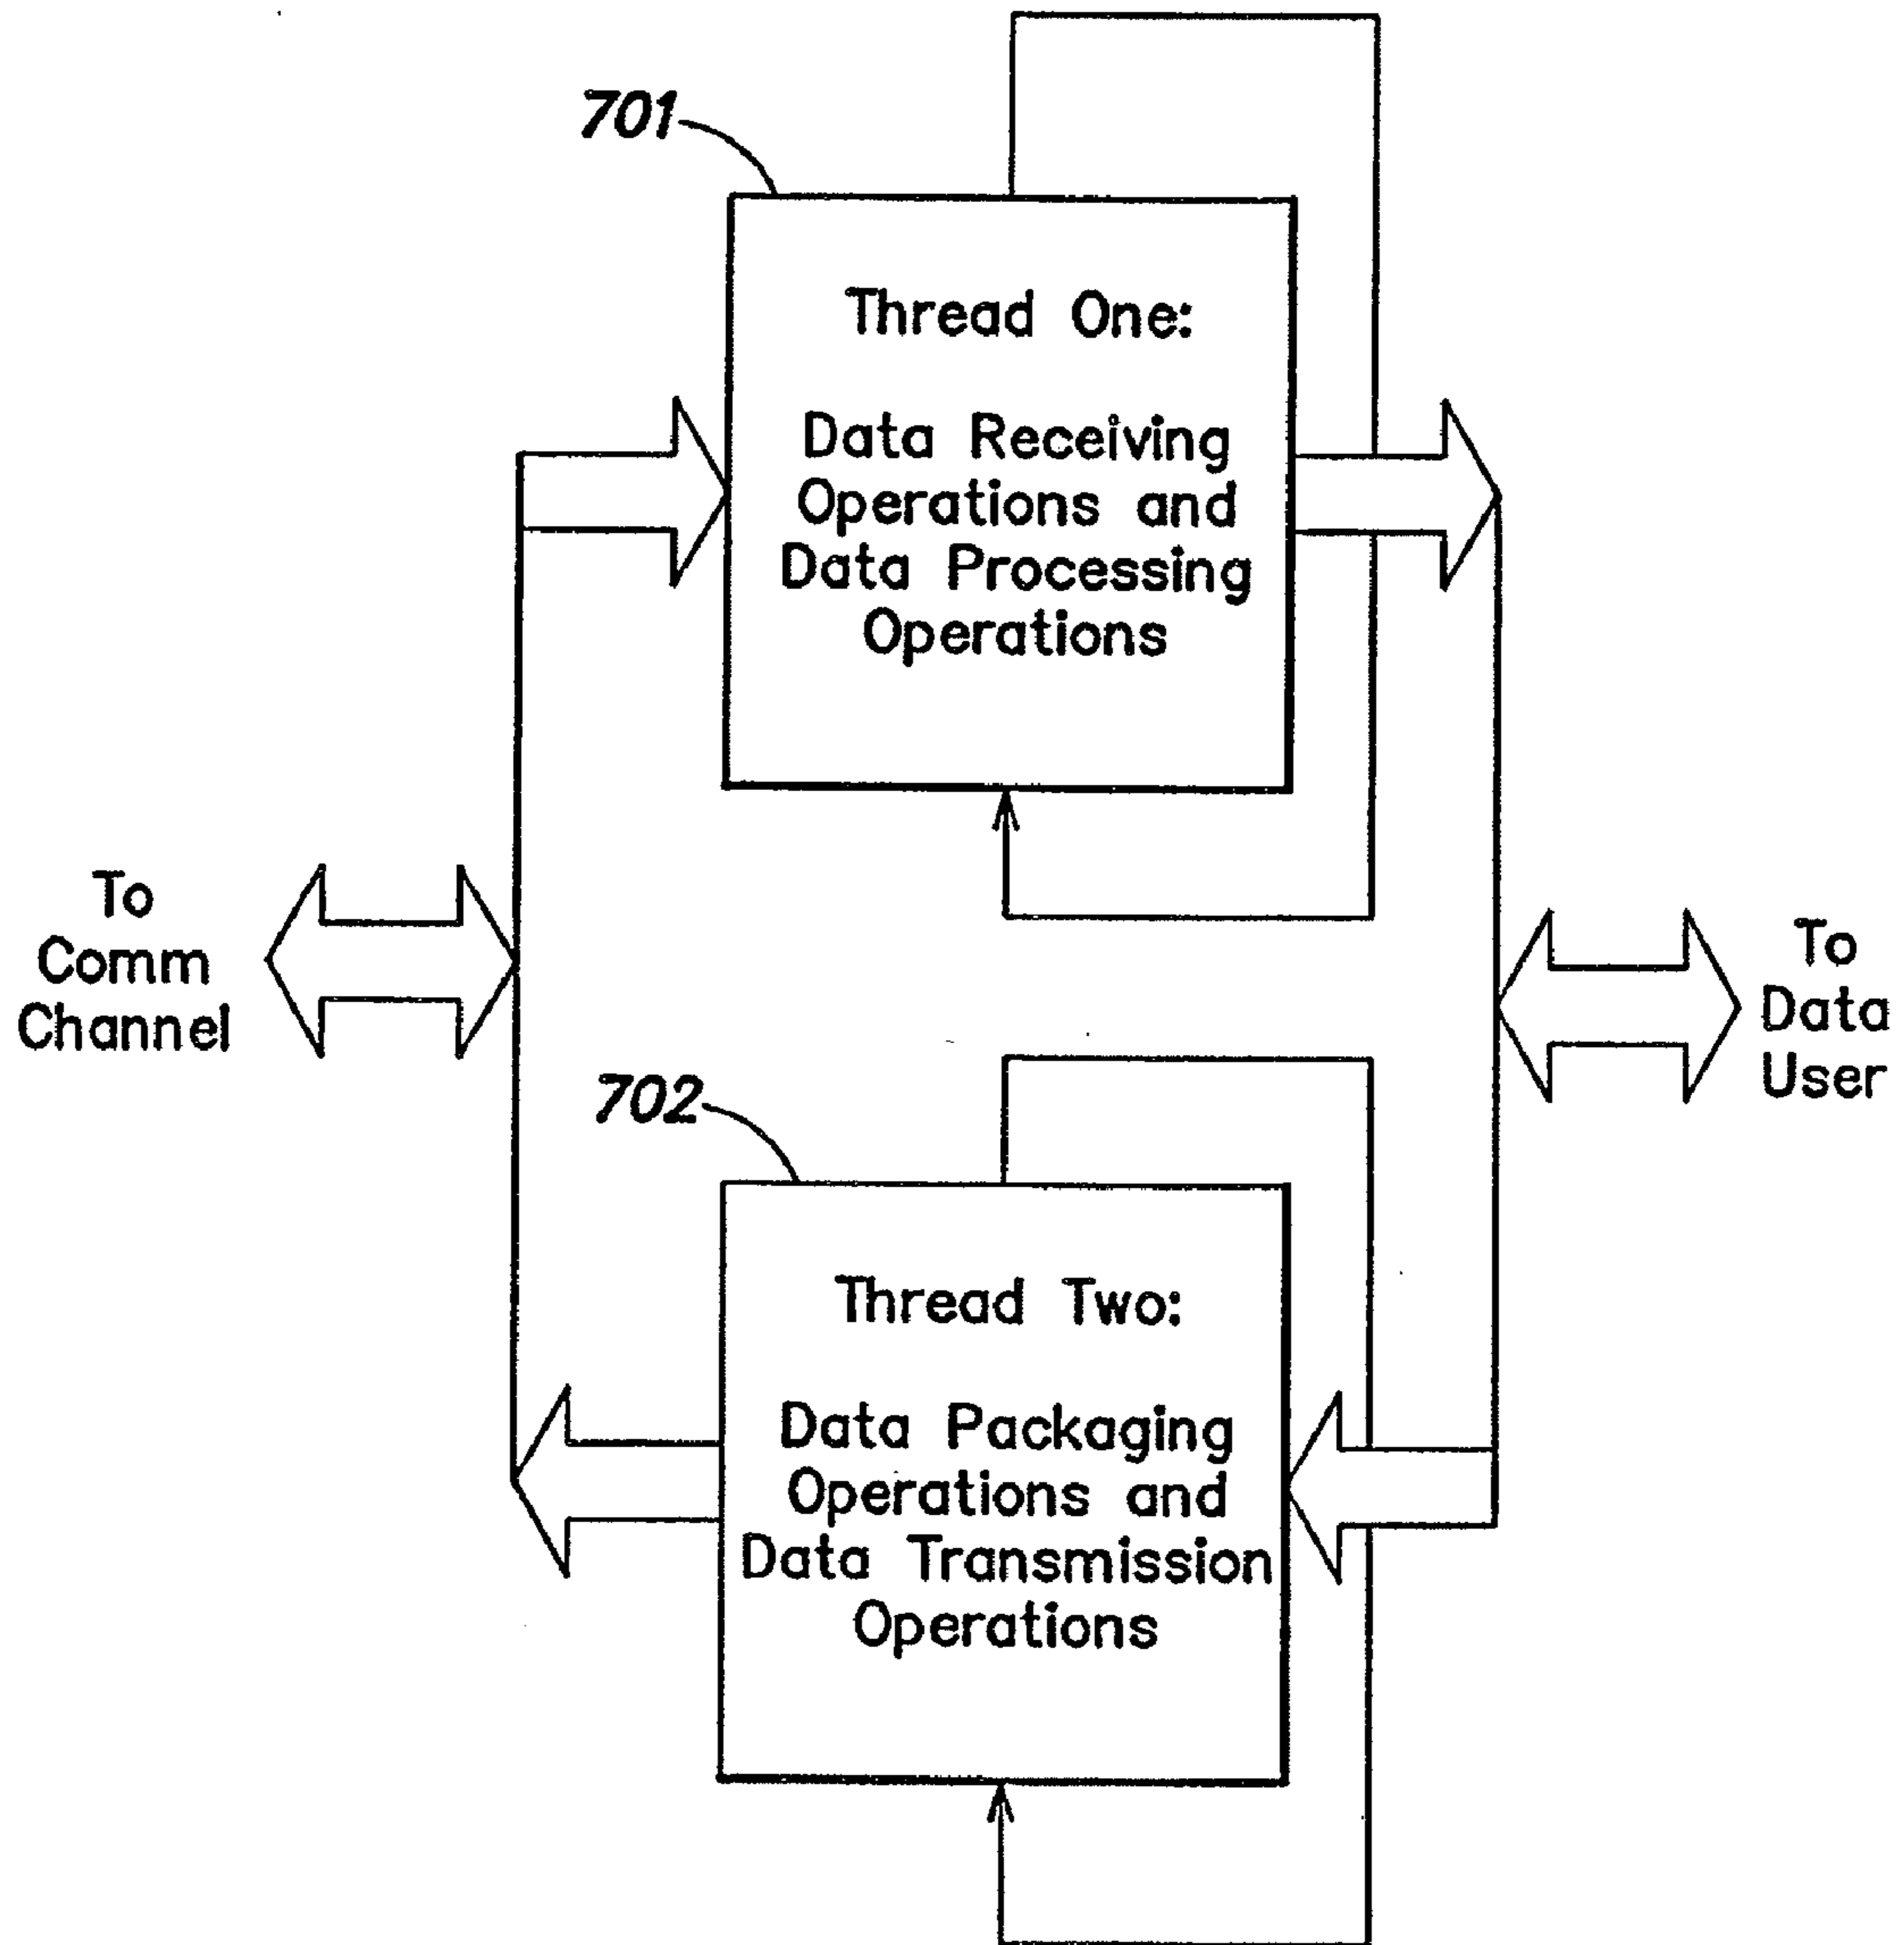 701
Thread One:
Data Receiving
Operations and
Data Processing
Operations
To
Comm
Channel
To
Data
User
702
Thread Two:
Data Packaging
Operations and
Data Transmission
Operations